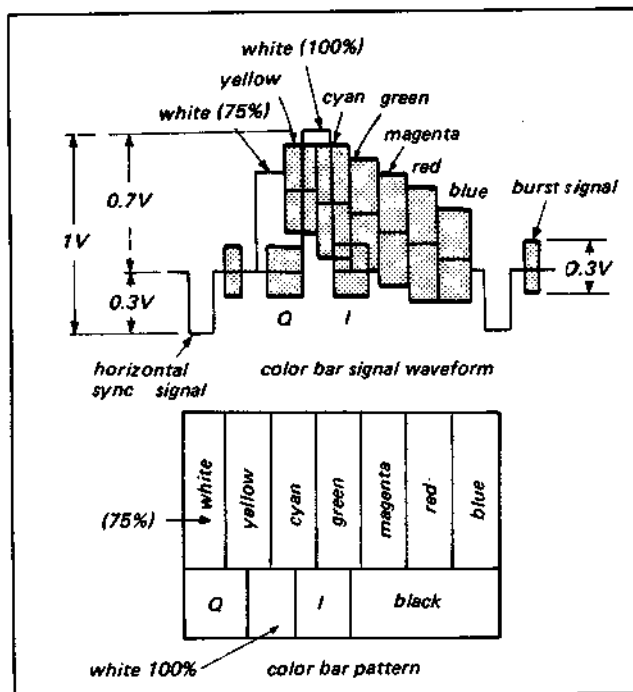 white (100%)
yellow
cyan
green
white (75%)
magenta
red
blue
burst signal
0.7V
1V
0.3V
0.3V
Q
I
horizontal
sync signal
color bar signal waveform
white
yellow
cyan
green
magenta
red
blue
(75%)
Q
I
black
white 100%
color bar pattern